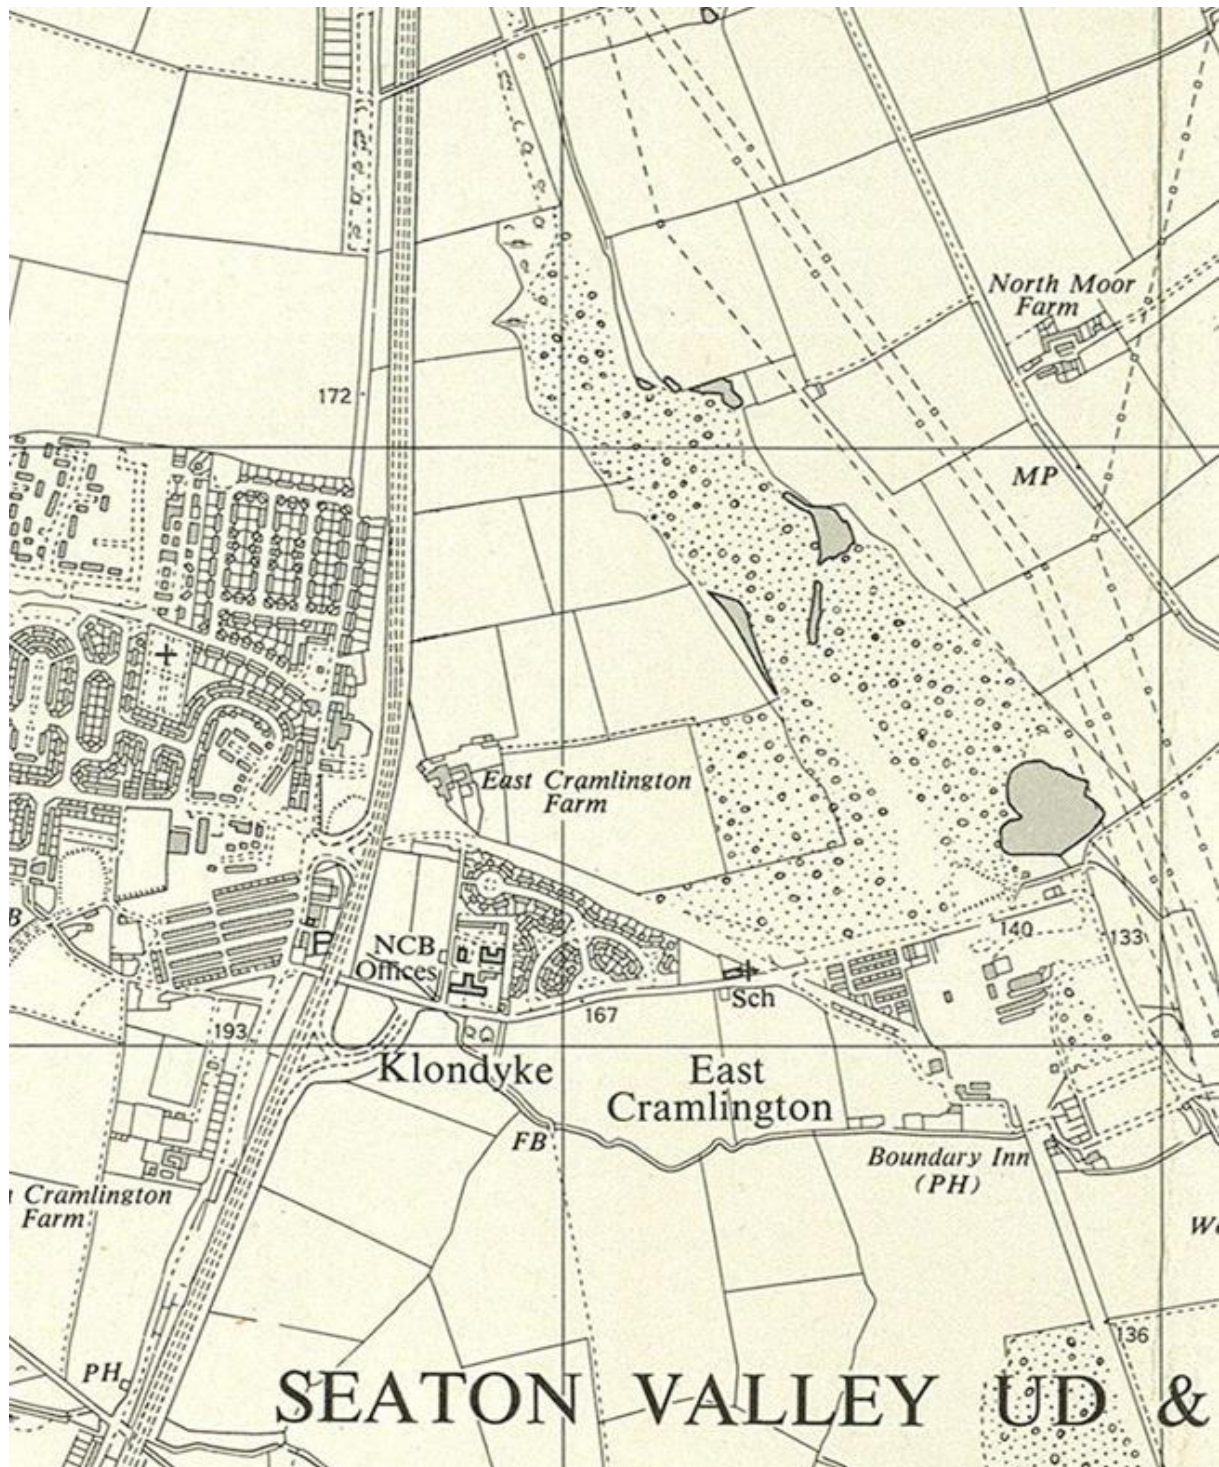 North Moor
Farm
172
MP
East Cramlington
Farm
B
P
NCB
Offices
140
133
Sch
193
167
Klondyke
East
Cramlington
FB
Boundary Inn
(PH)
Cramlington
Farm
136
PH
SEATON VALLEY UD &